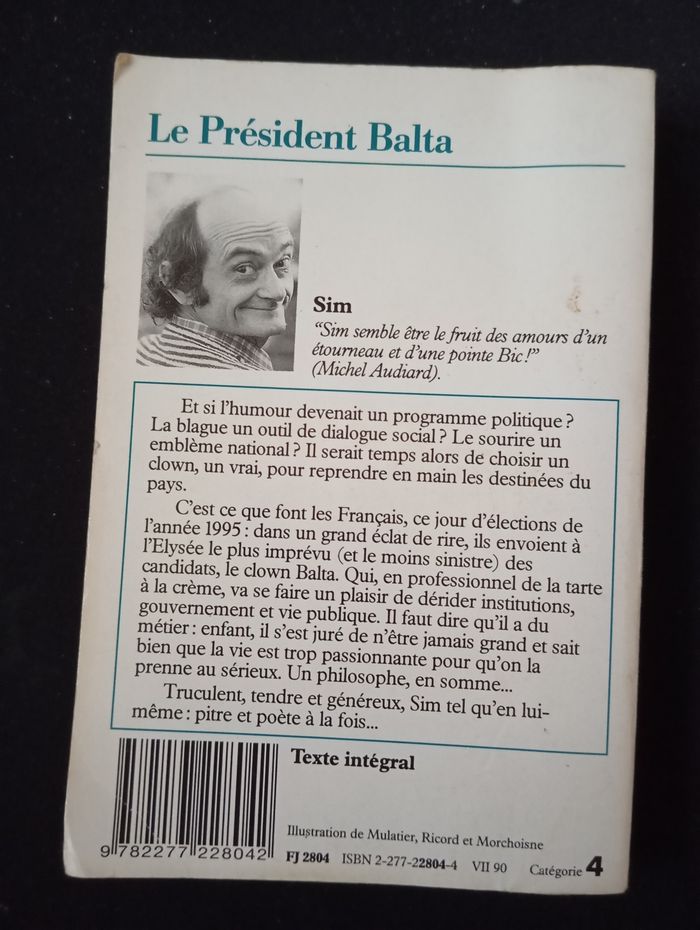 Le Président Balta
Sim
“Sim semble être le fruit des amours d'un
étourneau et d'une pointe Bic!”
(Michel Audiard).
Et si l'humour devenait un programme politique ?
La blague un outil de dialogue social ? Le sourire un
emblème national ? Il serait temps alors de choisir un
clown, un vrai, pour reprendre en main les destinées du
pays.
C'est ce que font les Français, ce jour d'élections de
l'année 1995 : dans un grand éclat de rire, ils envoient à
l'Elysée le plus imprévu (et le moins sinistre) des
candidats, le clown Balta. Qui, en professionnel de la tarte
à la crème, va se faire un plaisir de dérider institutions,
gouvernement et vie publique. Il faut dire qu'il a du
métier : enfant, il s'est juré de n'être jamais grand et sait
bien que la vie est trop passionnante pour qu'on la
prenne au sérieux. Un philosophe, en somme...
Truculent, tendre et généreux, Sim tel qu'en lui-
même : pitre et poète à la fois...
Texte intégral
Illustration de Mulatier, Ricord et Morchoisne
9 782277 228042
FJ 2804 ISBN 2-277-22804-4 VII 90 Catégorie 4